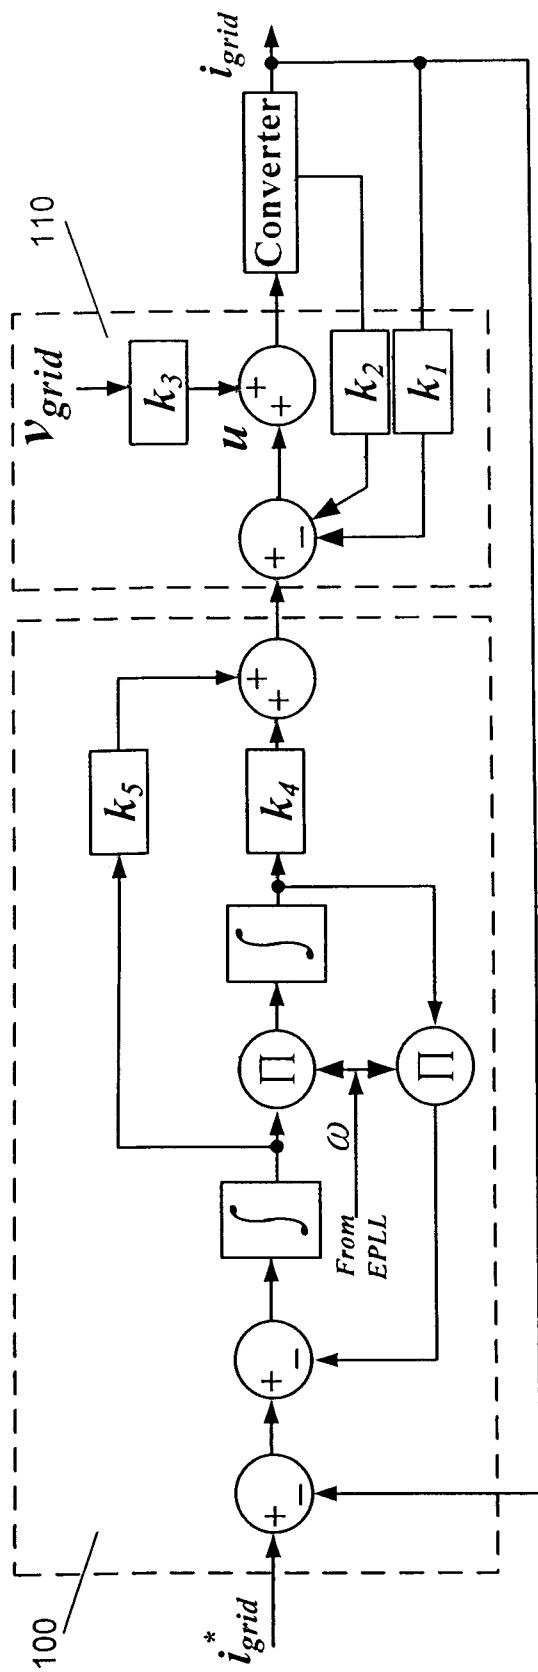 100
110
i*grid
+
−
+
−
∫
From
EPLL
ω
Π
Π
∫
k5
k4
+
+
+
−
u
vgrid
k3
+
+
k2
k1
Converter
igrid